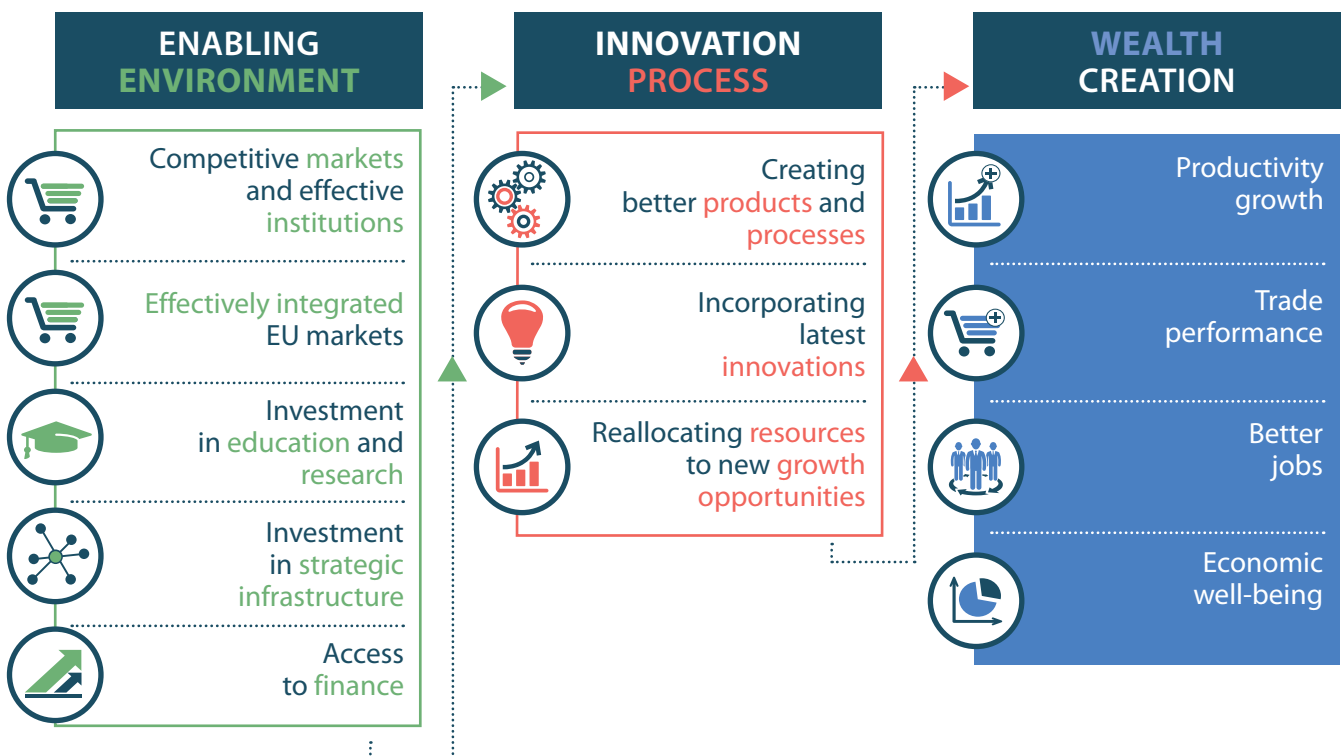 ENABLING
ENVIRONMENT
Competitive markets
and effective
institutions
Effectively integrated
EU markets
Investment
in education and
research
Investment
in strategic
infrastructure
Access
to finance
INNOVATION
PROCESS
Creating
better products and
processes
Incorporating
latest
innovations
Reallocating resources
to new growth
opportunities
WEALTH
CREATION
Productivity
growth
Trade
performance
Better
jobs
Economic
well-being